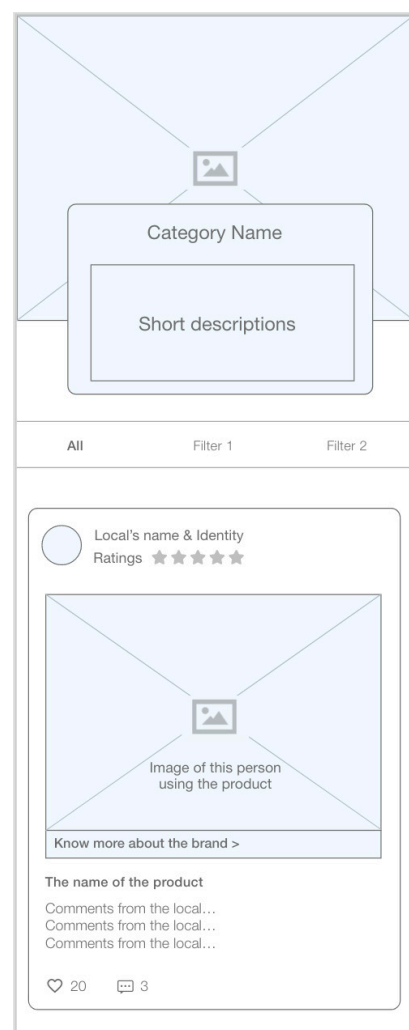 Category Name
Short descriptions
All Filter 1 Filter 2
Local's name & Identity
Ratings
Image of this person
using the product
Know more about the brand >
The name of the product
Comments from the local...
Comments from the local...
Comments from the local...
20 3